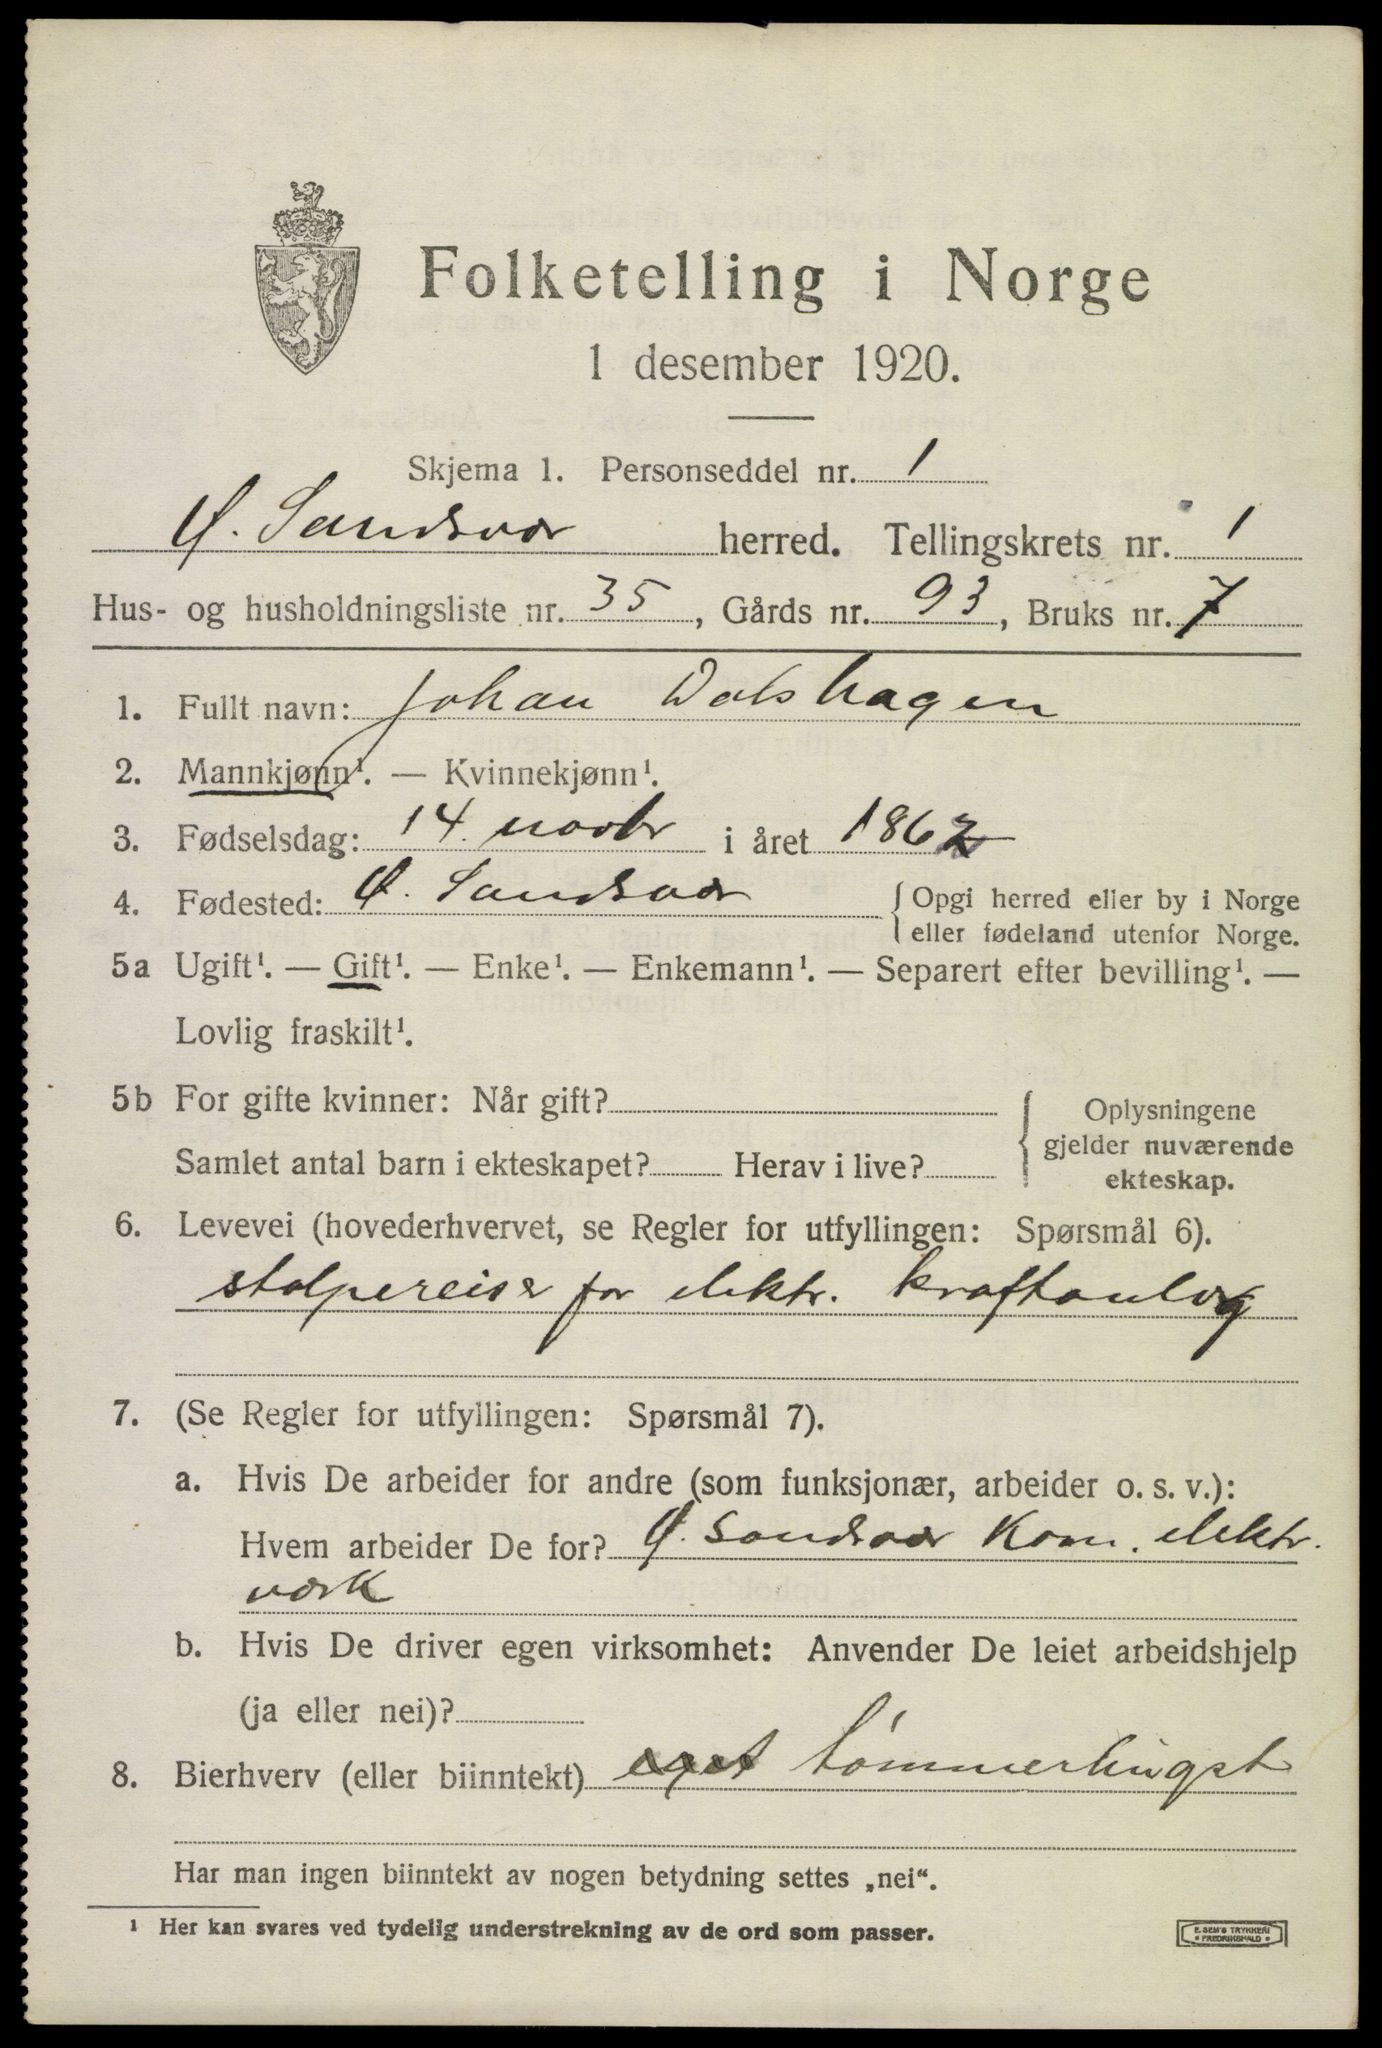 Folketelling i Norge
1 desember 1920.
Skjema 1. Personseddel nr. 1
Ø. Sandsvær herred. Tellingskrets nr. 1
Hus- og husholdningsliste nr. 35, Gårds nr. 93, Bruks nr. 7
1. Fullt navn: Johan Dalshagen
2. Mannkjønn¹. — Kvinnekjønn¹.
3. Fødselsdag: 14. novbr i året 1862
4. Fødested: Ø. Sandsvær {Opgi herred eller by i Norge
eller fødeland utenfor Norge.
5a Ugift¹. — Gift¹. — Enke¹. — Enkemann¹. — Separert efter bevilling¹. —
Lovlig fraskilt¹.
5b For gifte kvinner: Når gift?
Samlet antal barn i ekteskapet? Herav i live?
{Oplysningene
gjelder nuværende
ekteskap.
6. Levevei (hovederhvervet, se Regler for utfyllingen: Spørsmål 6).
stolpereiser for elektr. kraftanlæg
7. (Se Regler for utfyllingen: Spørsmål 7).
a. Hvis De arbeider for andre (som funksjonær, arbeider o. s. v.):
Hvem arbeider De for? Ø. Sandsvær Kom. elektr.
værk
b. Hvis De driver egen virksomhet: Anvender De leiet arbeidshjelp
(ja eller nei)?
8. Bierhverv (eller biinntekt) tømmerhugst
Har man ingen biinntekt av nogen betydning settes „nei“.
¹ Her kan svares ved tydelig understrekning av de ord som passer.
E. SEM'S TRYKKERI
FREDRIKSHALD